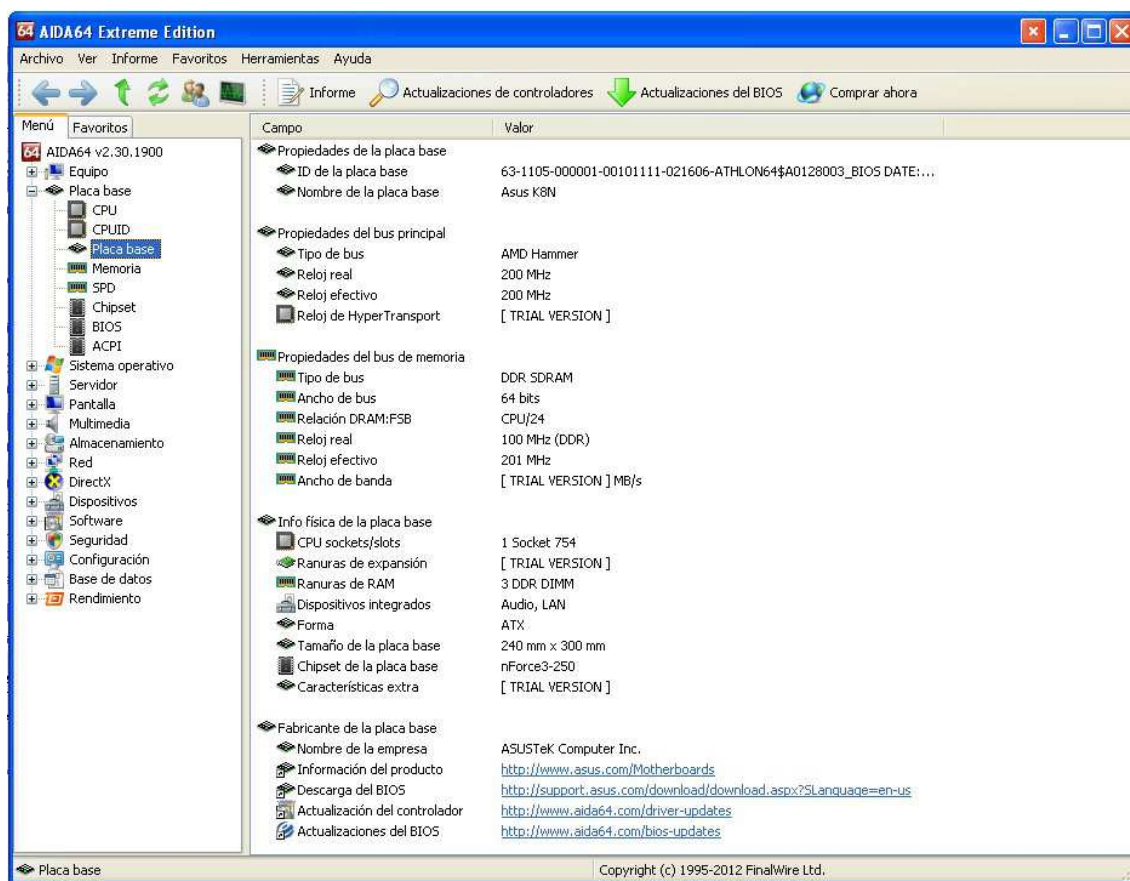 AIDA64 Extreme Edition
Archivo Ver Informe Favoritos Herramientas Ayuda
Informe Actualizaciones de controladores Actualizaciones del BIOS Comprar ahora
Menú Favoritos
AIDA64 v2.30.1900
Equipo
Placa base
CPU
CPUID
Placa base
Memoria
SPD
Chipset
BIOS
ACPI
Sistema operativo
Servidor
Pantalla
Multimedia
Almacenamiento
Red
DirectX
Dispositivos
Software
Seguridad
Configuración
Base de datos
Rendimiento
Campo Valor
Propiedades de la placa base
ID de la placa base 63-1105-000001-00101111-021606-ATHLON64$A0128003_BIOS DATE:...
Nombre de la placa base Asus K8N
Propiedades del bus principal
Tipo de bus AMD Hammer
Reloj real 200 MHz
Reloj efectivo 200 MHz
Reloj de HyperTransport [ TRIAL VERSION ]
Propiedades del bus de memoria
Tipo de bus DDR SDRAM
Ancho de bus 64 bits
Relación DRAM:FSB CPU/24
Reloj real 100 MHz (DDR)
Reloj efectivo 201 MHz
Ancho de banda [ TRIAL VERSION ] MB/s
Info física de la placa base
CPU sockets/slots 1 Socket 754
Ranuras de expansión [ TRIAL VERSION ]
Ranuras de RAM 3 DDR DIMM
Dispositivos integrados Audio, LAN
Forma ATX
Tamaño de la placa base 240 mm x 300 mm
Chipset de la placa base nForce3-250
Características extra [ TRIAL VERSION ]
Fabricante de la placa base
Nombre de la empresa ASUSTeK Computer Inc.
Información del producto http://www.asus.com/Motherboards
Descarga del BIOS http://support.asus.com/download/download.aspx?SLanguage=en-us
Actualización del controlador http://www.aida64.com/driver-updates
Actualizaciones del BIOS http://www.aida64.com/bios-updates
Placa base Copyright (c) 1995-2012 FinalWire Ltd.